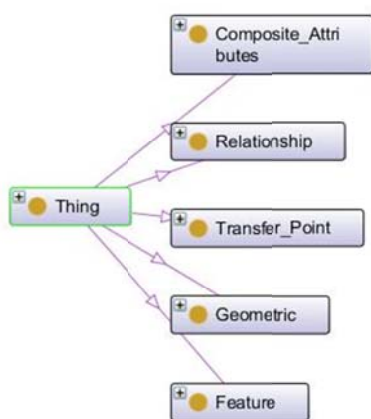 Composite_Attri
butes
Relationship
Thing
Transfer_Point
Geometric
Feature